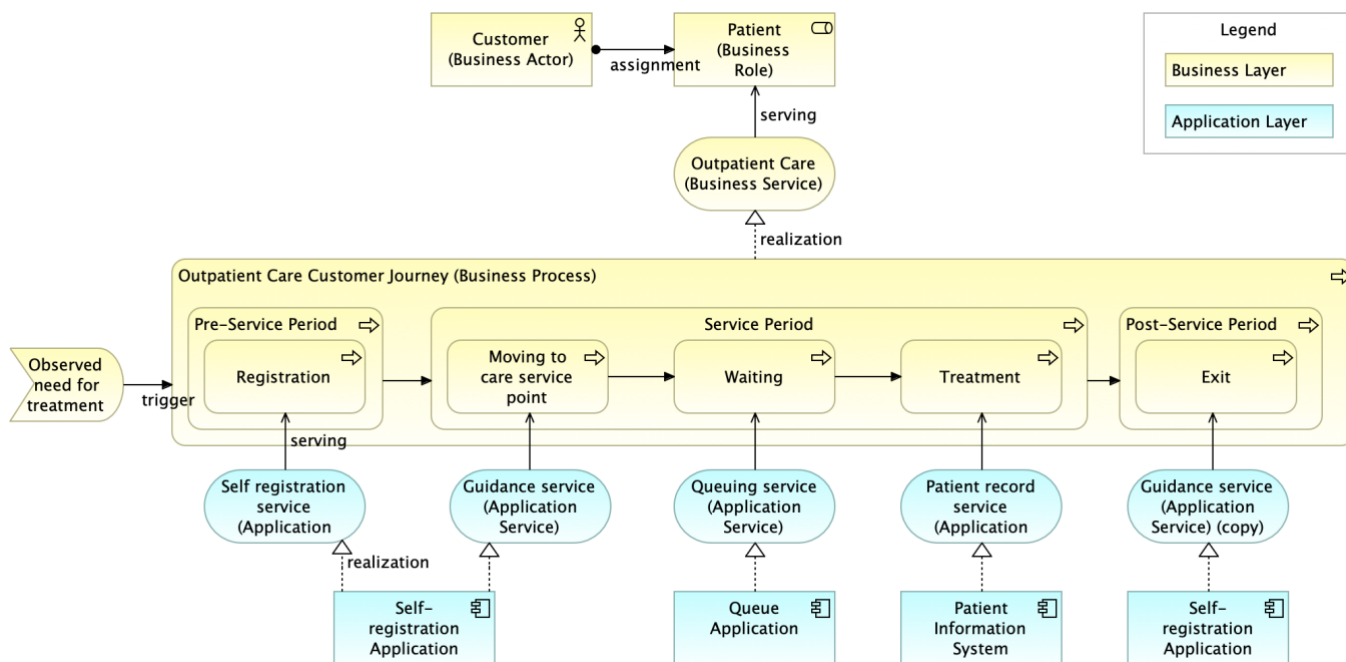 Customer
(Business Actor)
assignment
Patient
(Business
Role)
Legend
Business Layer
Application Layer
serving
Outpatient Care
(Business Service)
realization
Outpatient Care Customer Journey (Business Process)
Pre-Service Period
Service Period
Post-Service Period
Observed
need for
treatment
trigger
Registration
Moving to
care service
point
Waiting
Treatment
Exit
serving
Self registration
service
(Application
Guidance service
(Application
Service)
Queuing service
(Application
Service)
Patient record
service
(Application
Guidance service
(Application
Service) (copy)
realization
Self-
registration
Application
Queue
Application
Patient
Information
System
Self-
registration
Application